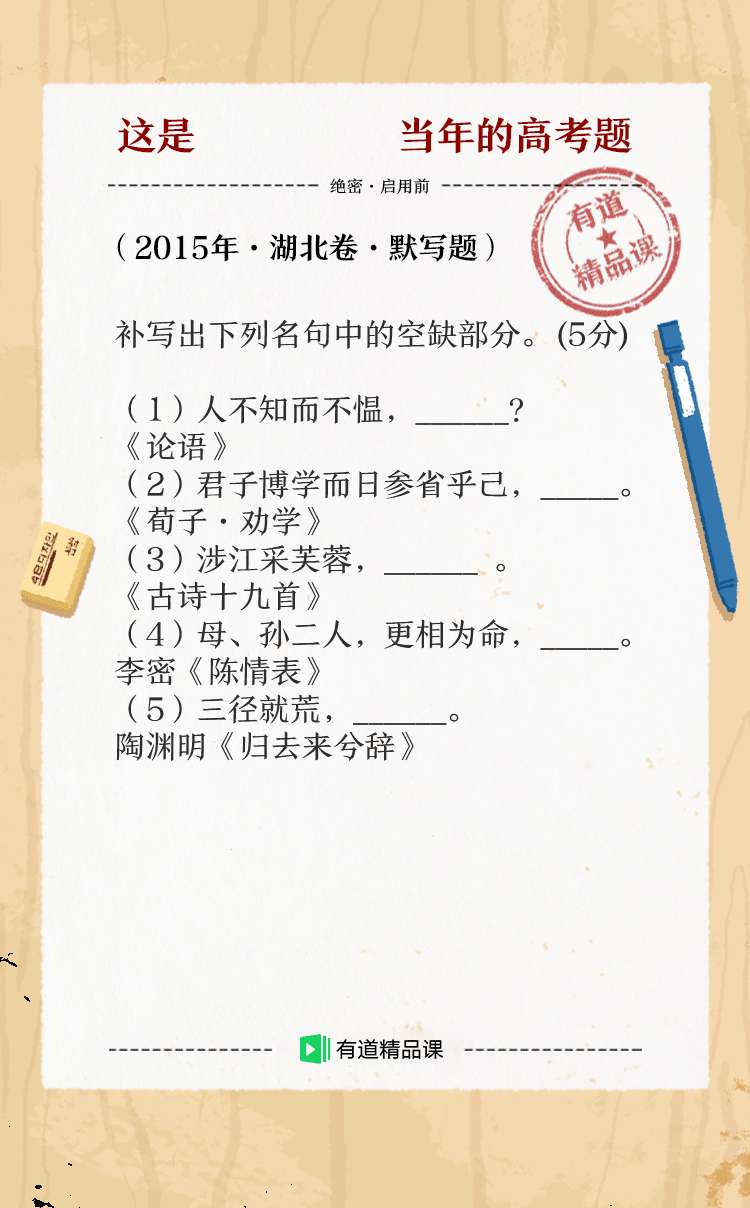 这是 当年的高考题
绝密·启用前
有道
精品课
（2015年·湖北卷·默写题）
补写出下列名句中的空缺部分。(5分)
（1）人不知而不愠，______?
《论语》
（2）君子博学而日参省乎己，_____。
《荀子·劝学》
（3）涉江采芙蓉，______ 。
《古诗十九首》
（4）母、孙二人，更相为命，_____。
李密《陈情表》
（5）三径就荒，______。
陶渊明《归去来兮辞》
有道精品课